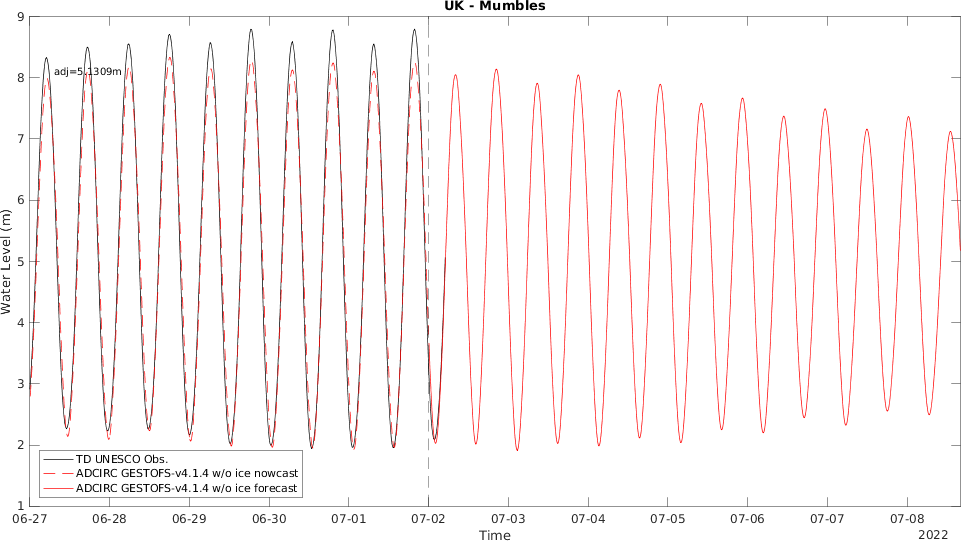 UK - Mumbles
9
8
7
6
5
4
3
2
1
Water Level (m)
adj=5.1309m
TD UNESCO Obs.
ADCIRC GESTOFS-v4.1.4 w/o ice nowcast
ADCIRC GESTOFS-v4.1.4 w/o ice forecast
06-27 06-28 06-29 06-30 07-01 07-02 07-03 07-04 07-05 07-06 07-07 07-08
Time
2022